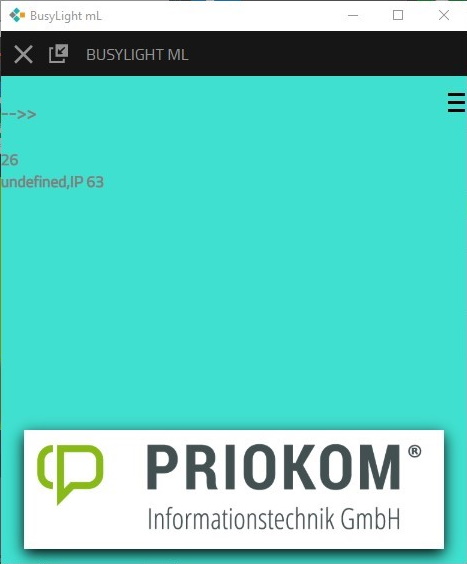 BusyLight mL
BUSYLIGHT ML
-->>
26
undefined,IP 63
PRIOKOM®
Informationstechnik GmbH